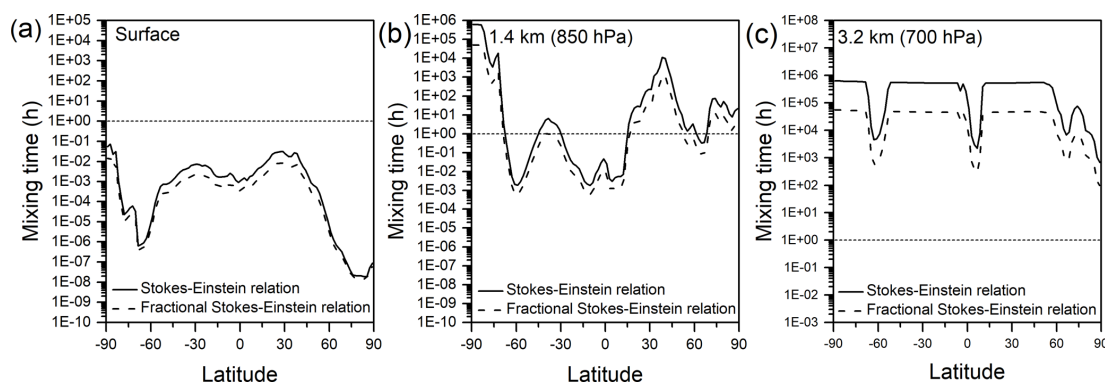 (a)
Surface
1E+05
1E+04
1E+03
1E+02
1E+01
1E+00
1E-01
1E-02
1E-03
1E-04
1E-05
1E-06
1E-07
1E-08
1E-09
1E-10
Mixing time (h)
Stokes-Einstein relation
Fractional Stokes-Einstein relation
-90 -60 -30 0 30 60 90
Latitude
(b)
1.4 km (850 hPa)
1E+06
1E+05
1E+04
1E+03
1E+02
1E+01
1E+00
1E-01
1E-02
1E-03
1E-04
1E-05
1E-06
1E-07
1E-08
1E-09
1E-10
Mixing time (h)
Stokes-Einstein relation
Fractional Stokes-Einstein relation
-90 -60 -30 0 30 60 90
Latitude
(c)
3.2 km (700 hPa)
1E+08
1E+07
1E+06
1E+05
1E+04
1E+03
1E+02
1E+01
1E+00
1E-01
1E-02
1E-03
Mixing time (h)
Stokes-Einstein relation
Fractional Stokes-Einstein relation
-90 -60 -30 0 30 60 90
Latitude